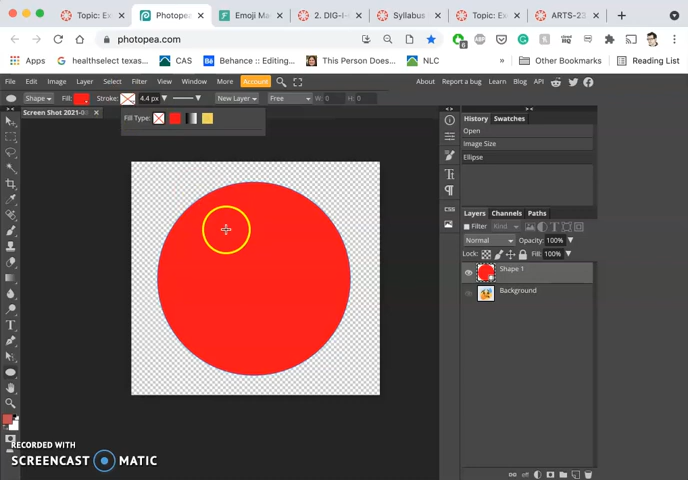 Topic: Ex
Photopea
Emoji Ma
2. DIG-I-
Syllabus
Topic: Ex
ARTS-23
photopea.com
Apps
healthselect texas...
CAS
Behance :: Editing...
This Person Does...
NLC
Other Bookmarks
Reading List
File Edit Image Layer Select Filter View Window More Account
About Report a bug Learn Blog API
Shape Fill: Stroke: 4.4 px New Layer Free W: 0 H: 0
Screen Shot 2021-0
Fill Type:
History Swatches
Open
Image Size
Ellipse
CSS
Layers Channels Paths
Filter Kind
Normal Opacity: 100%
Lock: Fill: 100%
Shape 1
Background
RECORDED WITH
SCREENCAST MATIC